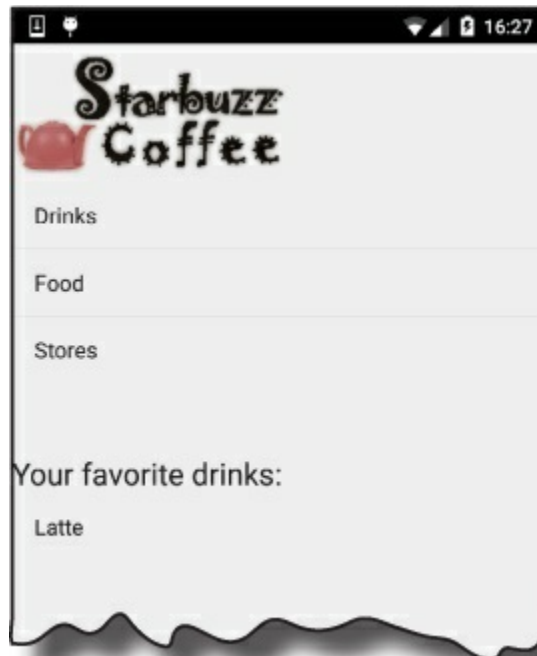 16:27
Starbuzz
Coffee
Drinks
Food
Stores
Your favorite drinks:
Latte